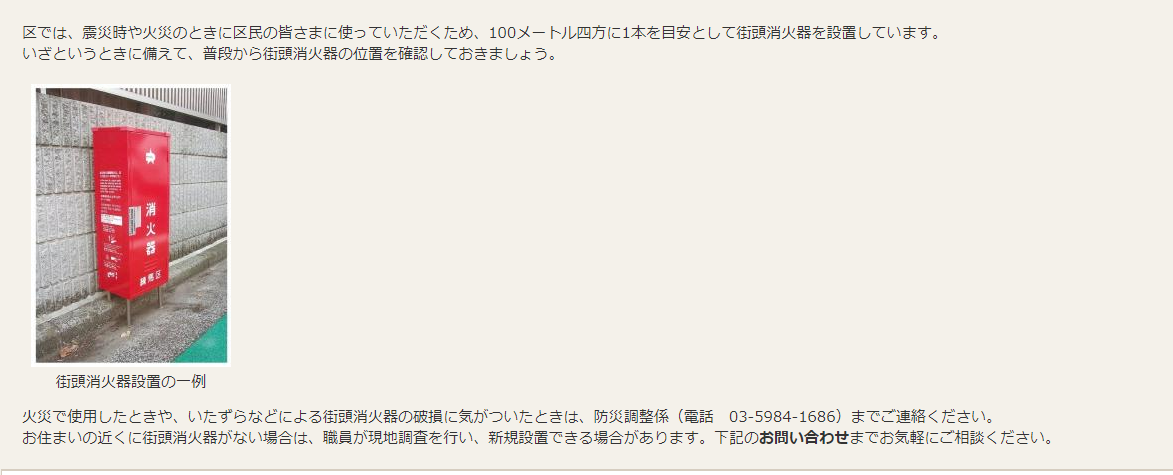 区では、震災時や火災のときに区民の皆さまに使っていただくため、100メートル四方に1本を目安として街頭消火器を設置しています。
いざというときに備えて、普段から街頭消火器の位置を確認しておきましょう。
消火器
練馬区
街頭消火器設置の一例
火災で使用したときや、いたずらなどによる街頭消火器の破損に気がついたときは、防災調整係（電話　03-5984-1686）までご連絡ください。
お住まいの近くに街頭消火器がない場合は、職員が現地調査を行い、新規設置できる場合があります。下記のお問い合わせまでお気軽にご相談ください。